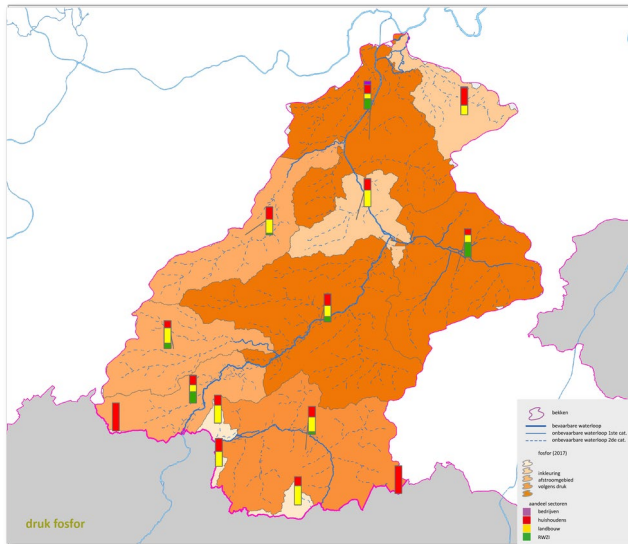 bekken
bevaarbare waterloop
onbevaarbare waterloop 1ste cat.
onbevaarbare waterloop 2de cat.
fosfor (2017)
inkleuring
afstroomgebied
volgens druk
aandeel sectoren
bedrijven
huishoudens
landbouw
RWZI
druk fosfor